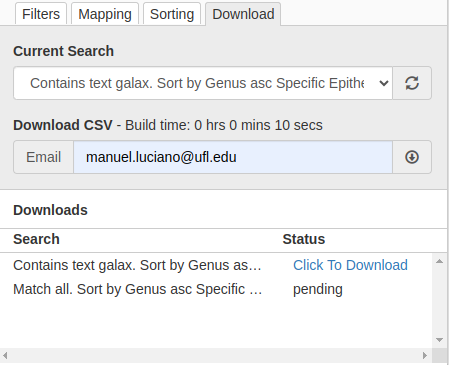 Filters Mapping Sorting Download
Current Search
Contains text galax. Sort by Genus asc Specific Epithe
Download CSV - Build time: 0 hrs 0 mins 10 secs
Email manuel.luciano@ufl.edu
Downloads
Search Status
Contains text galax. Sort by Genus as… Click To Download
Match all. Sort by Genus asc Specific … pending